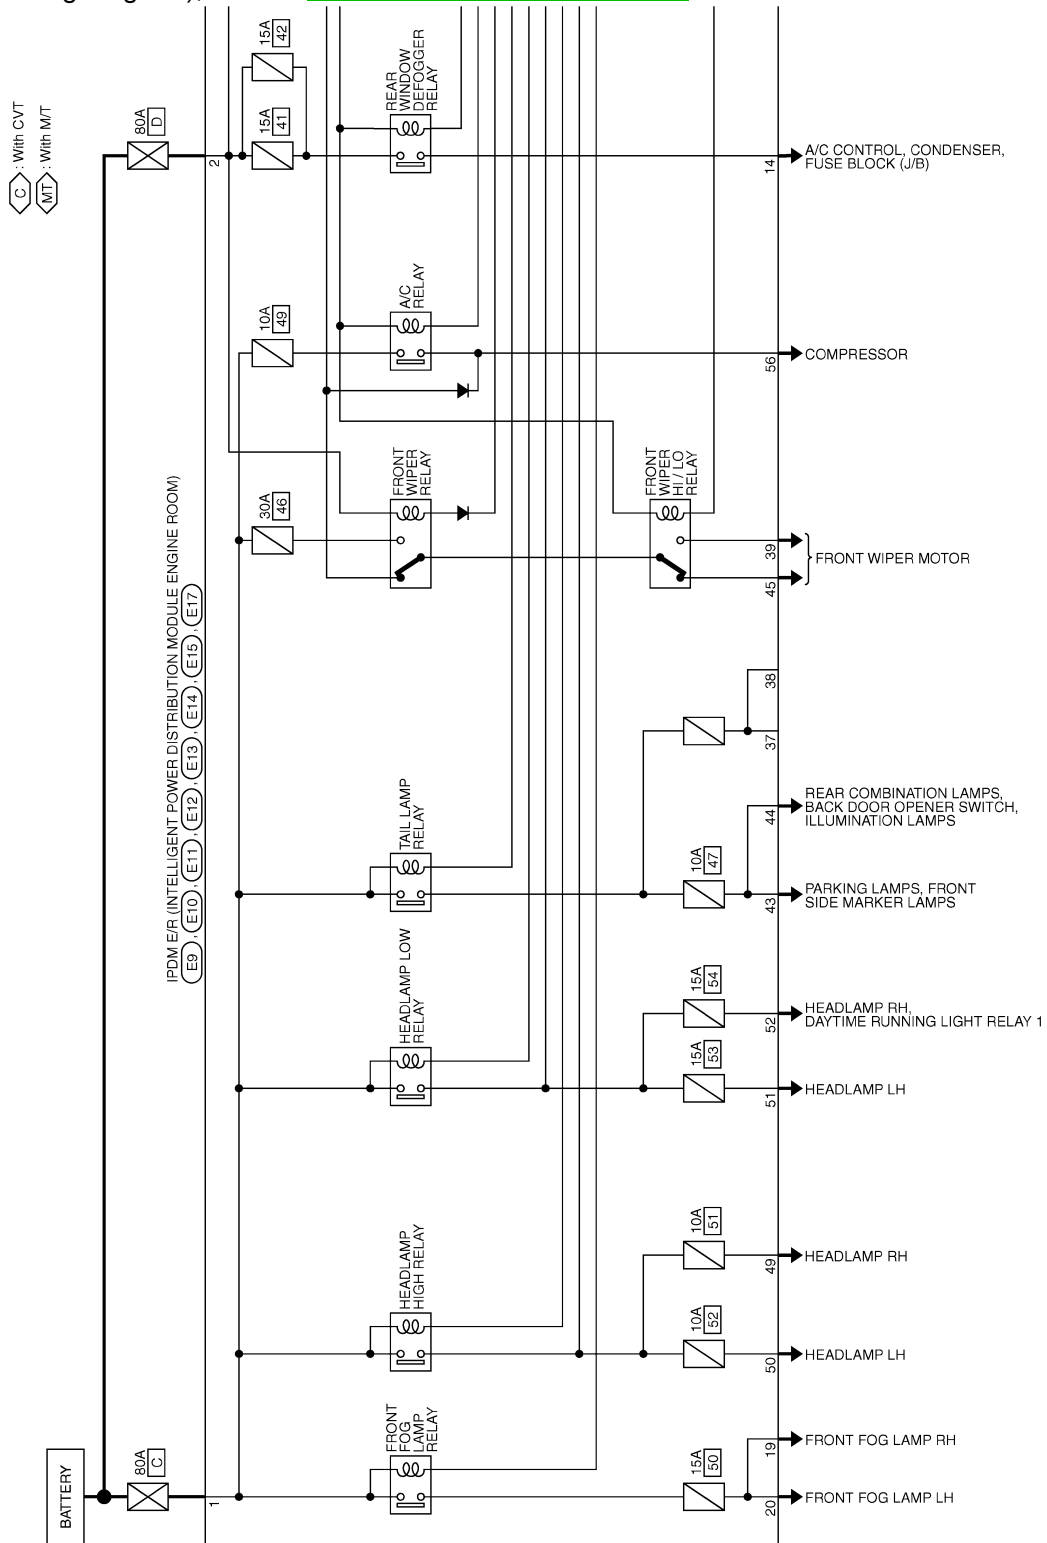 C : With CVT
MT : With M/T
80A
D
2
15A
42
15A
41
REAR
WINDOW
DEFOGGER
RELAY
14
A/C CONTROL, CONDENSER,
FUSE BLOCK (J/B)
10A
49
A/C
RELAY
56
COMPRESSOR
30A
46
FRONT
WIPER
RELAY
FRONT
WIPER
HI / LO
RELAY
39
45
FRONT WIPER MOTOR
IPDM E/R (INTELLIGENT POWER DISTRIBUTION MODULE ENGINE ROOM)
E9 , E10 , E11 , E12 , E13 , E14 , E15 , E17
38
37
TAIL LAMP
RELAY
44
REAR COMBINATION LAMPS,
BACK DOOR OPENER SWITCH,
ILLUMINATION LAMPS
10A
47
43
PARKING LAMPS, FRONT
SIDE MARKER LAMPS
HEADLAMP LOW
RELAY
15A
54
52
HEADLAMP RH,
DAYTIME RUNNING LIGHT RELAY 1
15A
53
51
HEADLAMP LH
HEADLAMP
HIGH RELAY
10A
51
49
HEADLAMP RH
10A
52
50
HEADLAMP LH
BATTERY
80A
C
1
FRONT
FOG
LAMP
RELAY
15A
50
19
FRONT FOG LAMP RH
20
FRONT FOG LAMP LH